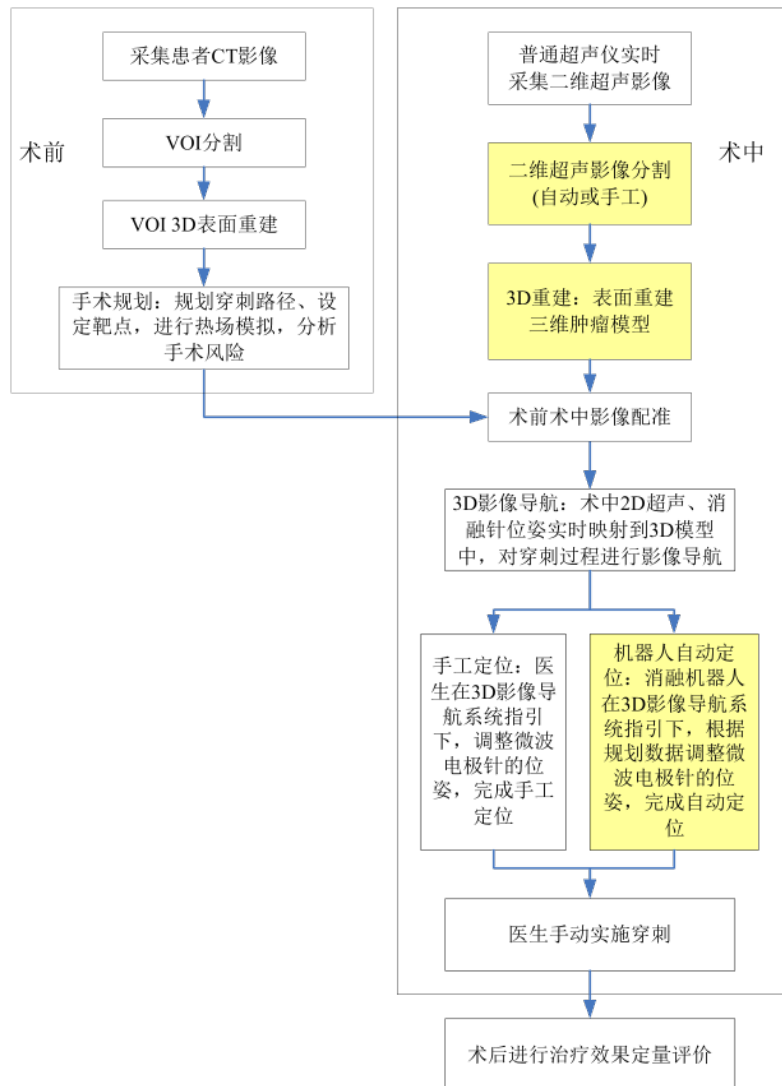 术前
采集患者CT影像
VOI分割
VOI 3D表面重建
手术规划：规划穿刺路径、设
定靶点，进行热场模拟，分析
手术风险
术中
普通超声仪实时
采集二维超声影像
二维超声影像分割
(自动或手工)
3D重建：表面重建
三维肿瘤模型
术前术中影像配准
3D影像导航：术中2D超声、消
融针位姿实时映射到3D模型
中，对穿刺过程进行影像导航
手工定位：医
生在3D影像导
航系统指引
下，调整微波
电极针的位
姿，完成手工
定位
机器人自动定
位：消融机器人
在3D影像导航系
统指引下，根据
规划数据调整微
波电极针的位
姿，完成自动定
位
医生手动实施穿刺
术后进行治疗效果定量评价